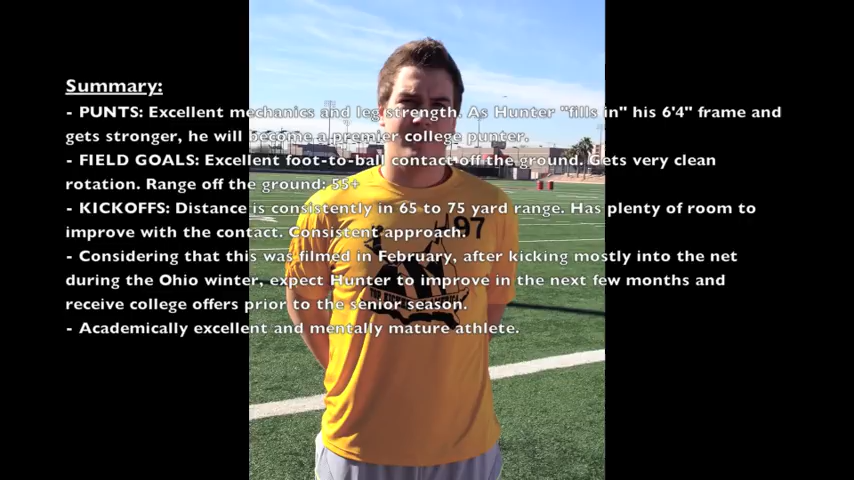 Summary:
- PUNTS: Excellent mechanics and leg strength. As Hunter "fills in" his 6'4" frame and
gets stronger, he will become a premier college punter.
- FIELD GOALS: Excellent foot-to-ball contact off the ground. Gets very clean
rotation. Range off the ground: 55+
- KICKOFFS: Distance is consistently in 65 to 75 yard range. Has plenty of room to
improve with the contact. Consistent approach.
- Considering that this was filmed in February, after kicking mostly into the net
during the Ohio winter, expect Hunter to improve in the next few months and
receive college offers prior to the senior season.
- Academically excellent and mentally mature athlete.
97